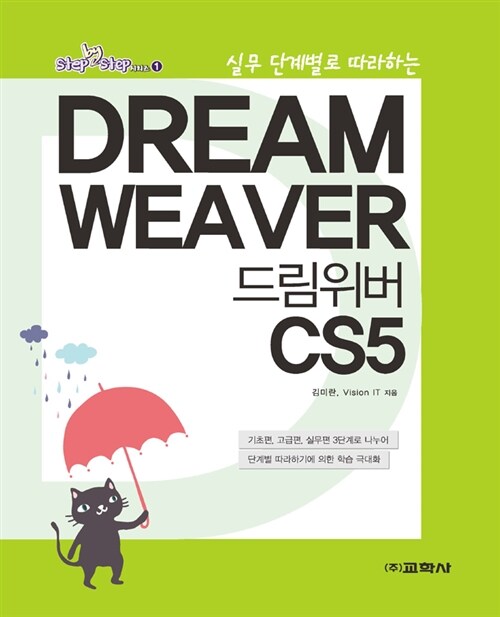 Step by Step 시리즈 1
실무 단계별로 따라하는
DREAM
WEAVER
드림위버
CS5
김미란, Vision IT 지음
기초편, 고급편, 실무편 3단계로 나누어
단계별 따라하기에 의한 학습 극대화
(주)교학사